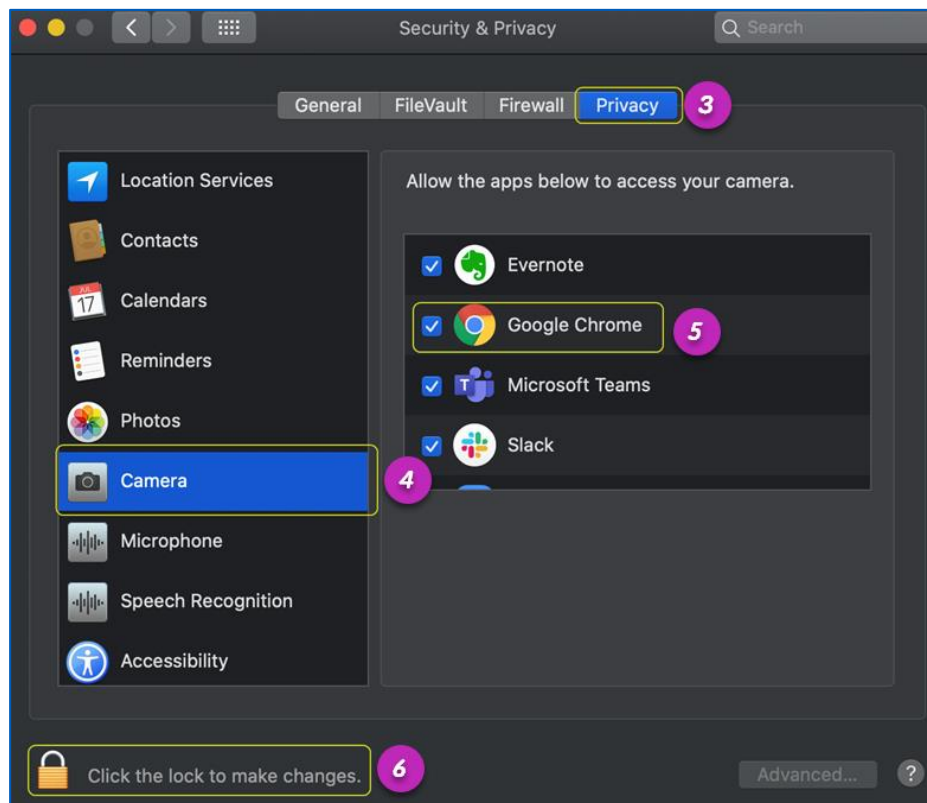 Security & Privacy
Search
General FileVault Firewall Privacy
3
Location Services
Contacts
JUL
17
Calendars
Reminders
Photos
Camera
4
Microphone
Speech Recognition
Accessibility
Allow the apps below to access your camera.
Evernote
Google Chrome
5
T
Microsoft Teams
Slack
Click the lock to make changes.
6
Advanced...
?